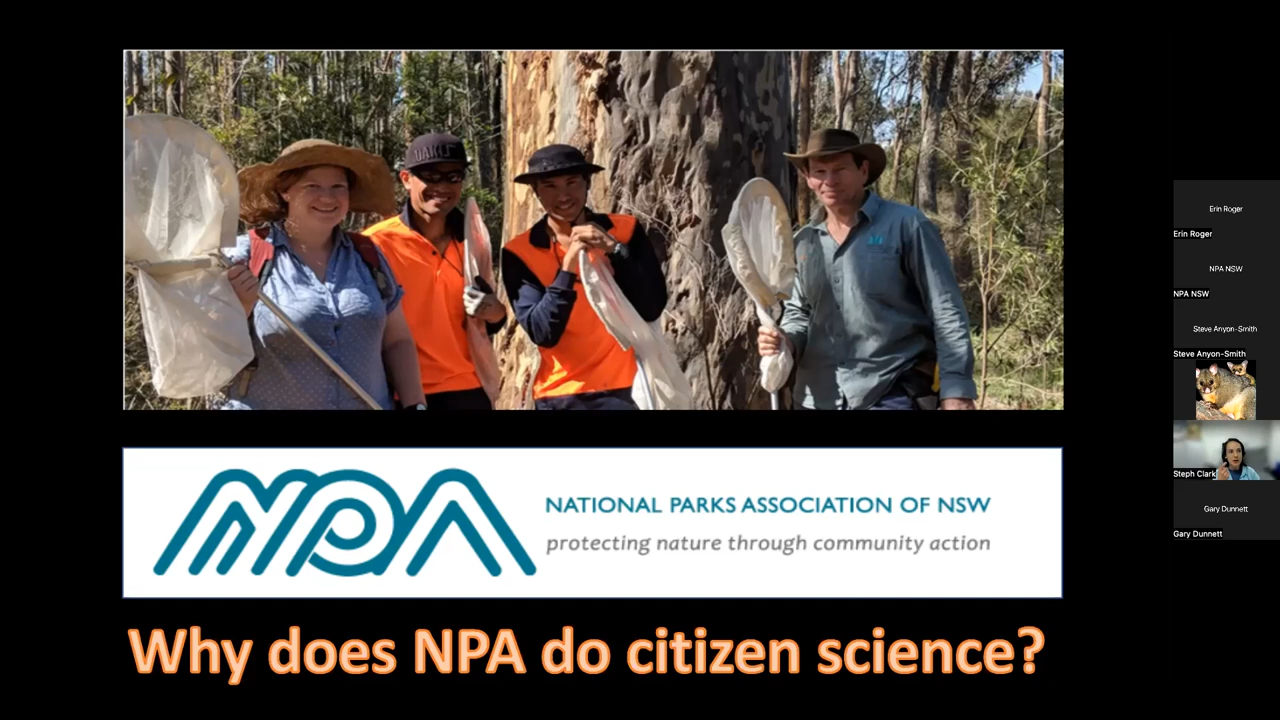 OAKLEY
NPA
NATIONAL PARKS ASSOCIATION OF NSW
protecting nature through community action
Why does NPA do citizen science?
Erin Roger
Erin Roger
NPA NSW
NPA NSW
Steve Anyon-Smith
Steve Anyon-Smith
Steph Clark
Gary Dunnett
Gary Dunnett